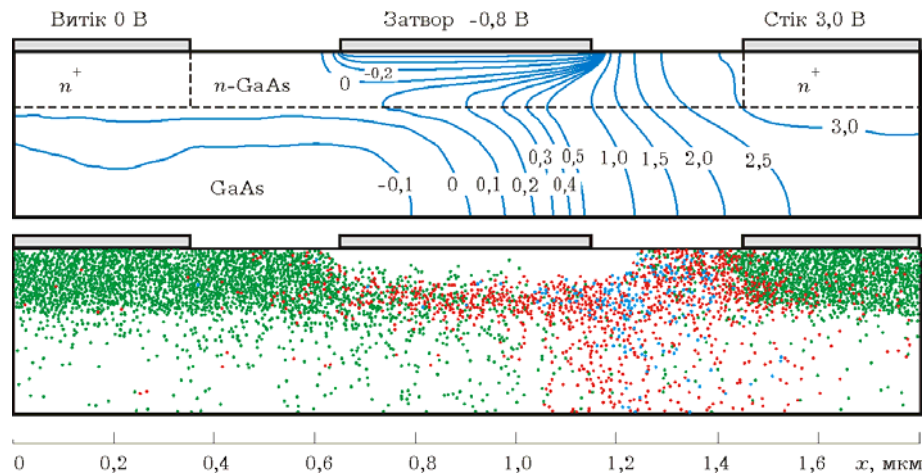 Витік 0 В Затвор -0,8 В Стік 3,0 В
n+ 0 -0,2 n-GaAs n+
3,0
GaAs -0,1 0 0,1 0,2 0,3 0,4 0,5 1,0 1,5 2,0 2,5
0 0,2 0,4 0,6 0,8 1,0 1,2 1,4 1,6 x, мкм